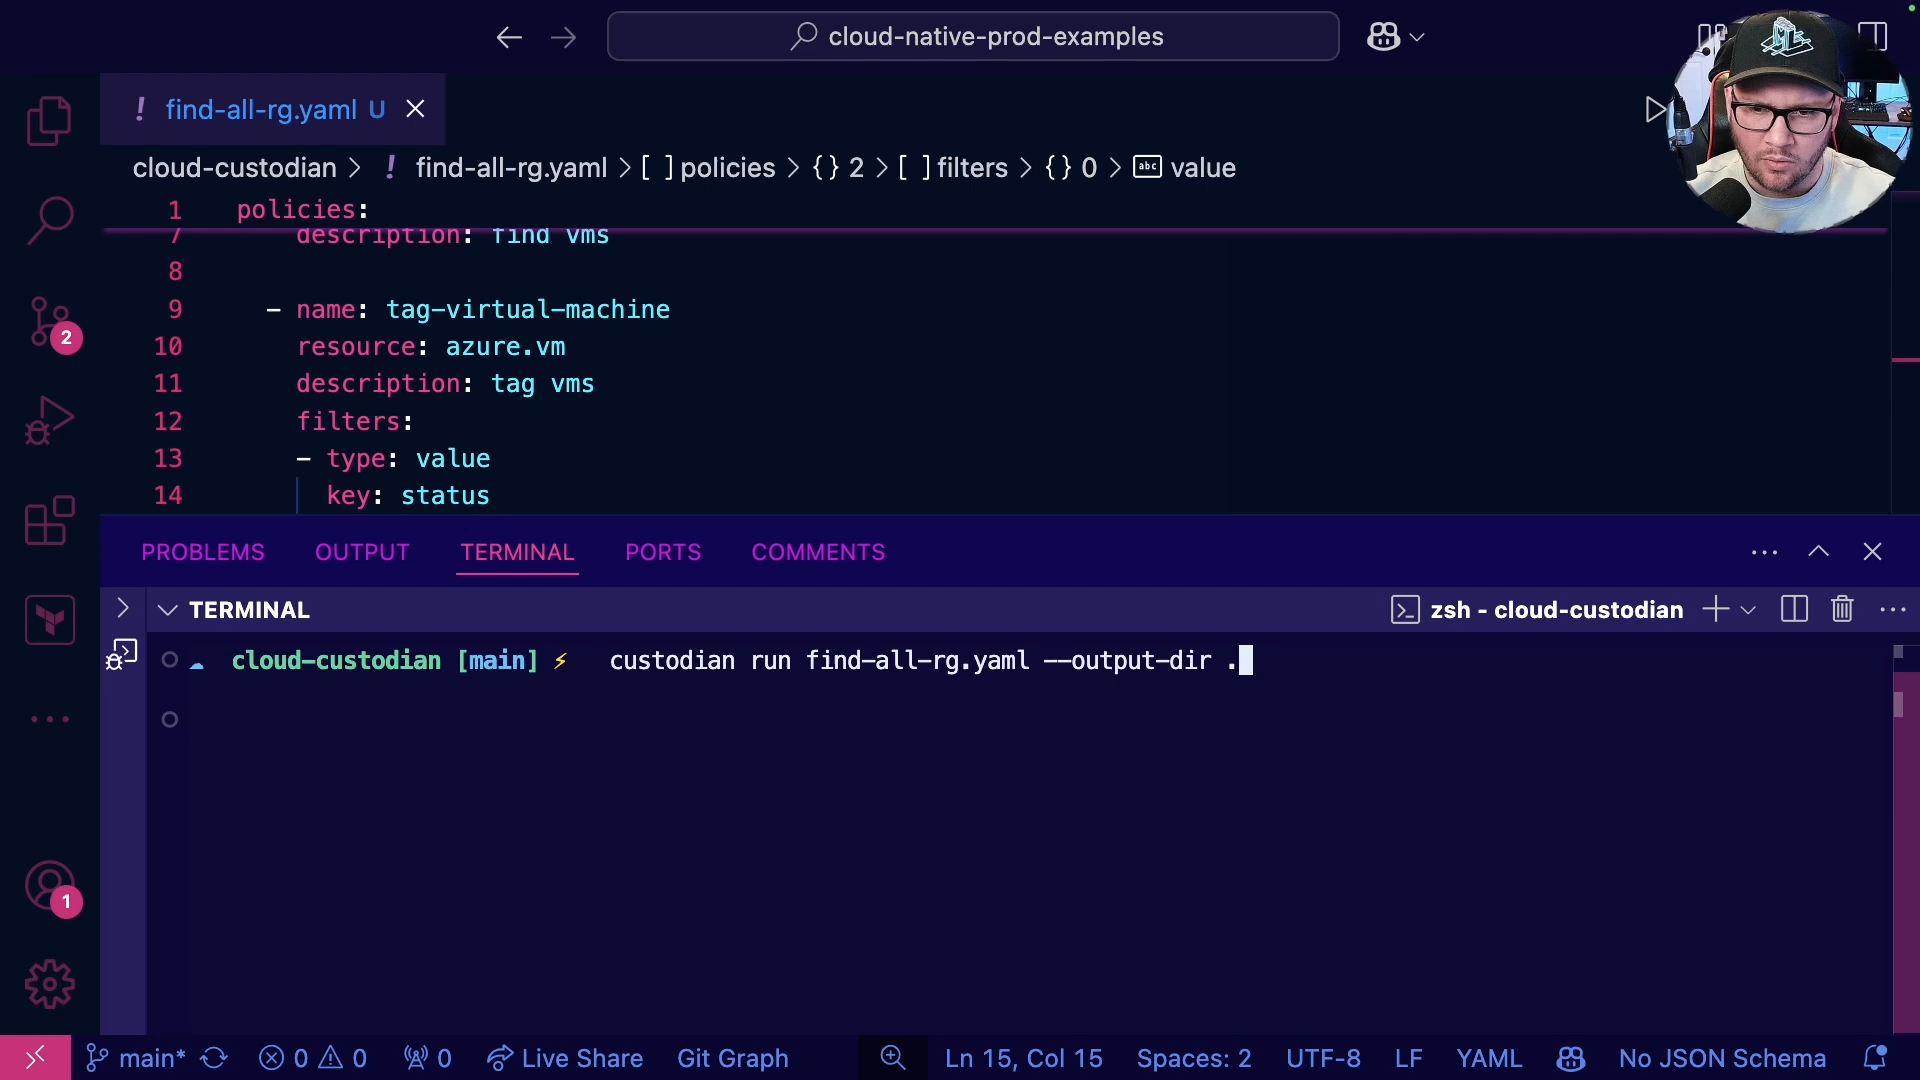 cloud-native-prod-examples
! find-all-rg.yaml U
cloud-custodian > ! find-all-rg.yaml > [ ] policies > {} 2 > [ ] filters > {} 0 > abc value
1 policies:
7 description: find vms
8
9 - name: tag-virtual-machine
10 resource: azure.vm
11 description: tag vms
12 filters:
13 - type: value
14 key: status
PROBLEMS OUTPUT TERMINAL PORTS COMMENTS
TERMINAL zsh - cloud-custodian
cloud-custodian [main] ⚡ custodian run find-all-rg.yaml --output-dir .
2
1
main* 0 0 0 Live Share Git Graph Ln 15, Col 15 Spaces: 2 UTF-8 LF YAML No JSON Schema